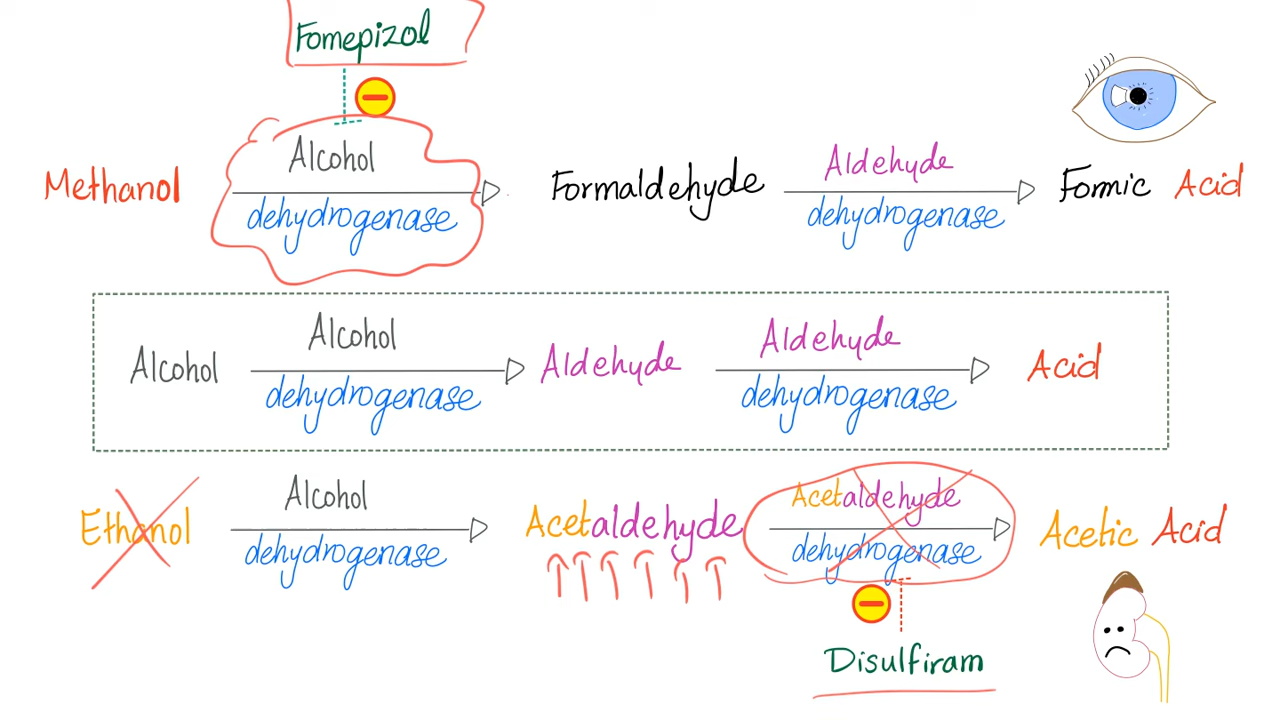 Fomepizol
Methanol
Alcohol
dehydrogenase
Formaldehyde
Aldehyde
dehydrogenase
Formic Acid
Alcohol
Alcohol
dehydrogenase
Aldehyde
Aldehyde
dehydrogenase
Acid
Ethanol
Alcohol
dehydrogenase
Acetaldehyde
Acetaldehyde
dehydrogenase
Acetic Acid
Disulfiram